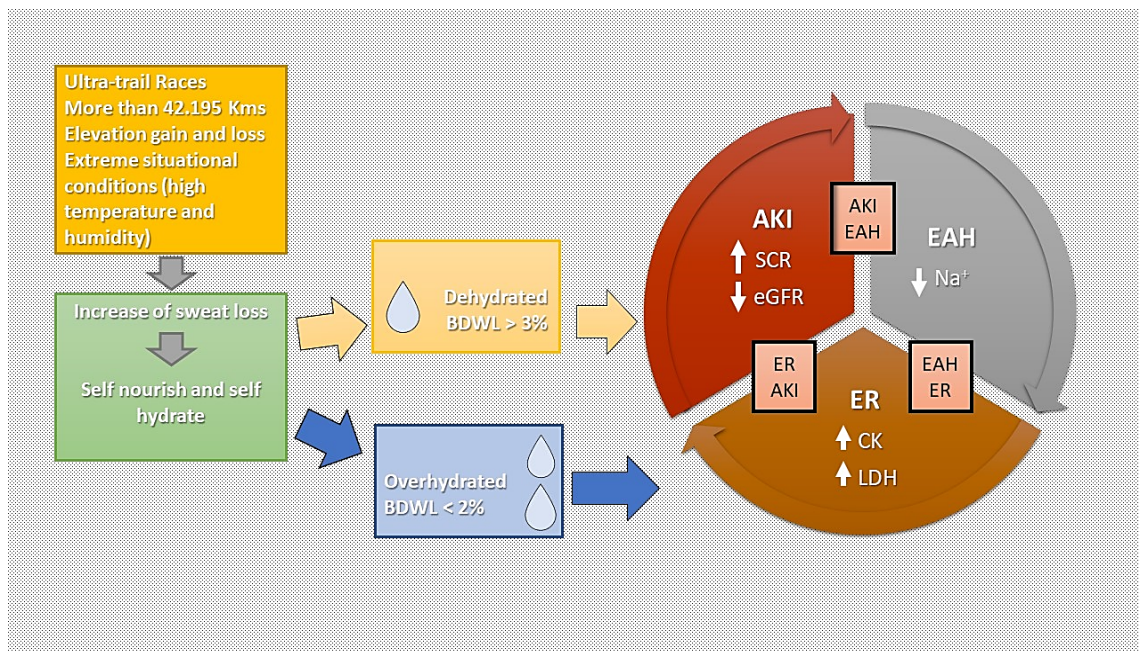 Ultra-trail Races
More than 42.195 Kms
Elevation gain and loss
Extreme situational
conditions (high
temperature and
humidity)
Increase of sweat loss
Self nourish and self
hydrate
Dehydrated
BDWL > 3%
Overhydrated
BDWL < 2%
AKI
SCR
eGFR
AKI
EAH
EAH
Na⁺
ER
AKI
EAH
ER
ER
CK
LDH